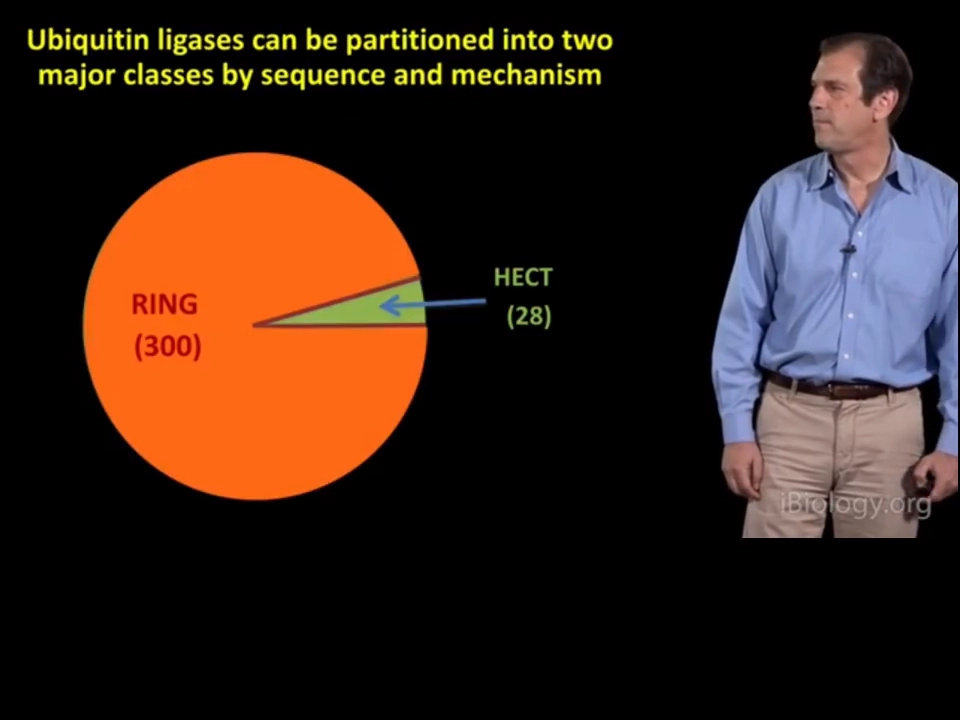 Ubiquitin ligases can be partitioned into two
major classes by sequence and mechanism
RING
(300)
HECT
(28)
iBiology.org